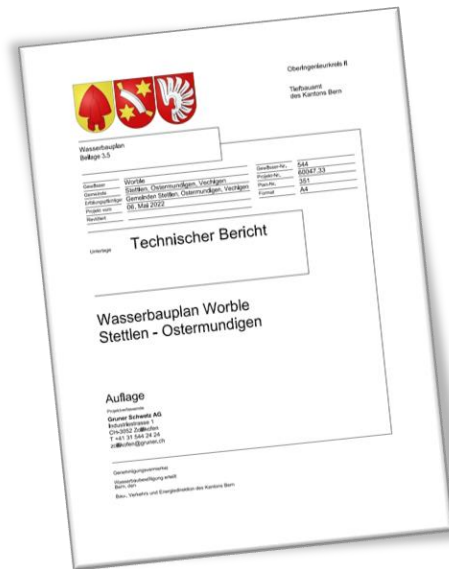 Oberingenieurkreis II
Tiefbauamt
des Kantons Bern
Wasserbauplan
Beilage 3.5
Gewässer Worble
Gemeinde Stettlen, Ostermundigen, Vechigen
Erfüllungspflichtige Gemeinden Stettlen, Ostermundigen, Vechigen
Projekt vom 06. Mai 2022
Revidiert
Gewässer-Nr. 544
Projekt-Nr. 60047.33
Plan-Nr. 351
Format A4
Unterlage Technischer Bericht
Wasserbauplan Worble
Stettlen - Ostermundigen
Auflage
Projektverfassende
Gruner Schweiz AG
Industriestrasse 1
CH-3052 Zollikofen
T +41 31 544 24 24
zollikofen@gruner.ch
Genehmigungsvermerke
Wasserbaubewilligung erteilt
Bern, den
Bau-, Verkehrs und Energiedirektion des Kantons Bern